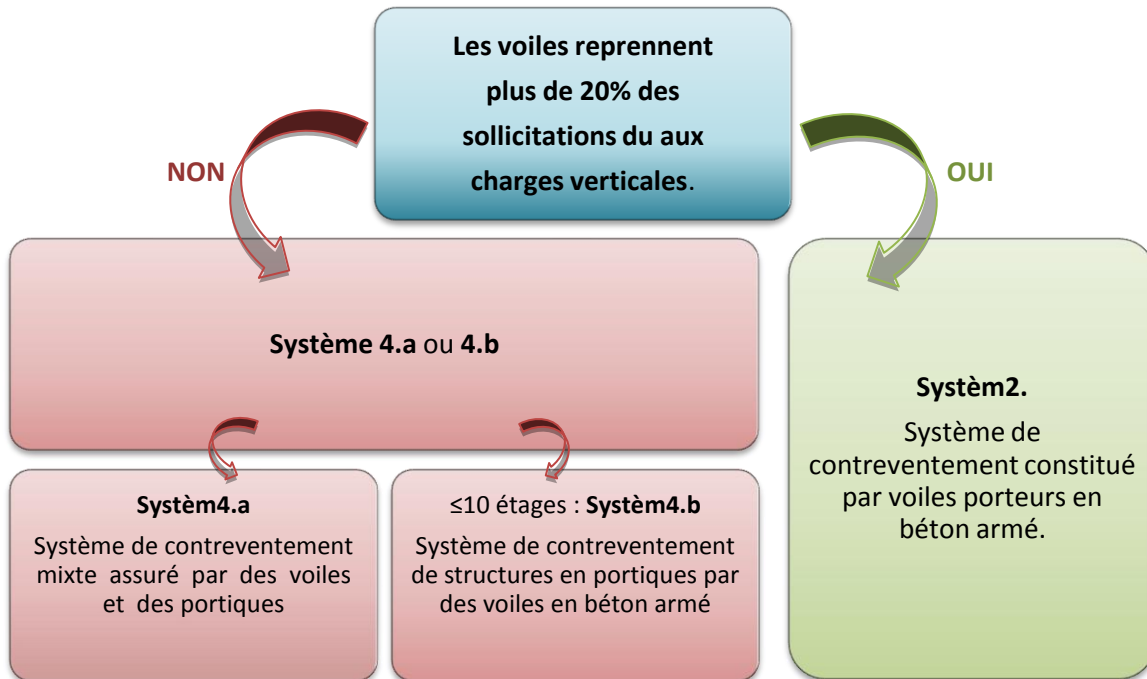 Les voiles reprennent
plus de 20% des
sollicitations du aux
charges verticales.
NON
OUI
Système 4.a ou 4.b
Systèm4.a
Système de contreventement
mixte assuré par des voiles
et des portiques
≤10 étages : Systèm4.b
Système de contreventement
de structures en portiques par
des voiles en béton armé
Systèm2.
Système de
contreventement constitué
par voiles porteurs en
béton armé.